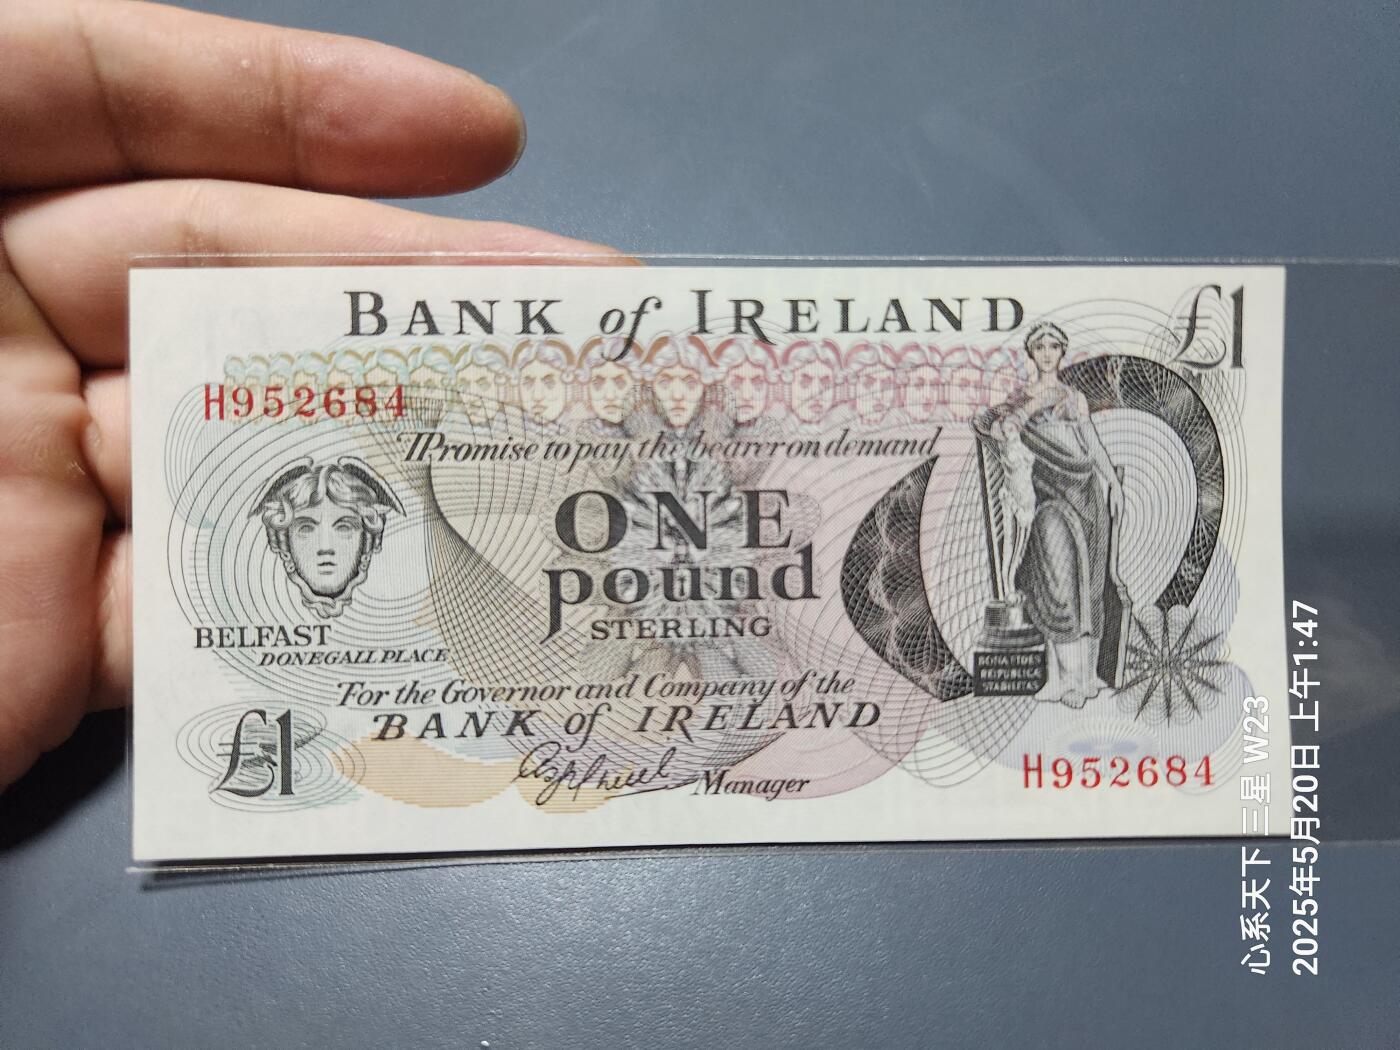 BANK of IRELAND
£1
H952684
I Promise to pay the bearer on demand
ONE
pound
STERLING
BELFAST
DONEGALL PLACE
BONA FIDES
REIPUBLICÆ
STABILITAS
For the Governor and Company of the
BANK of IRELAND
£1
Manager
H952684
心系天下 三星 W23
2025年5月20日 上午1:47